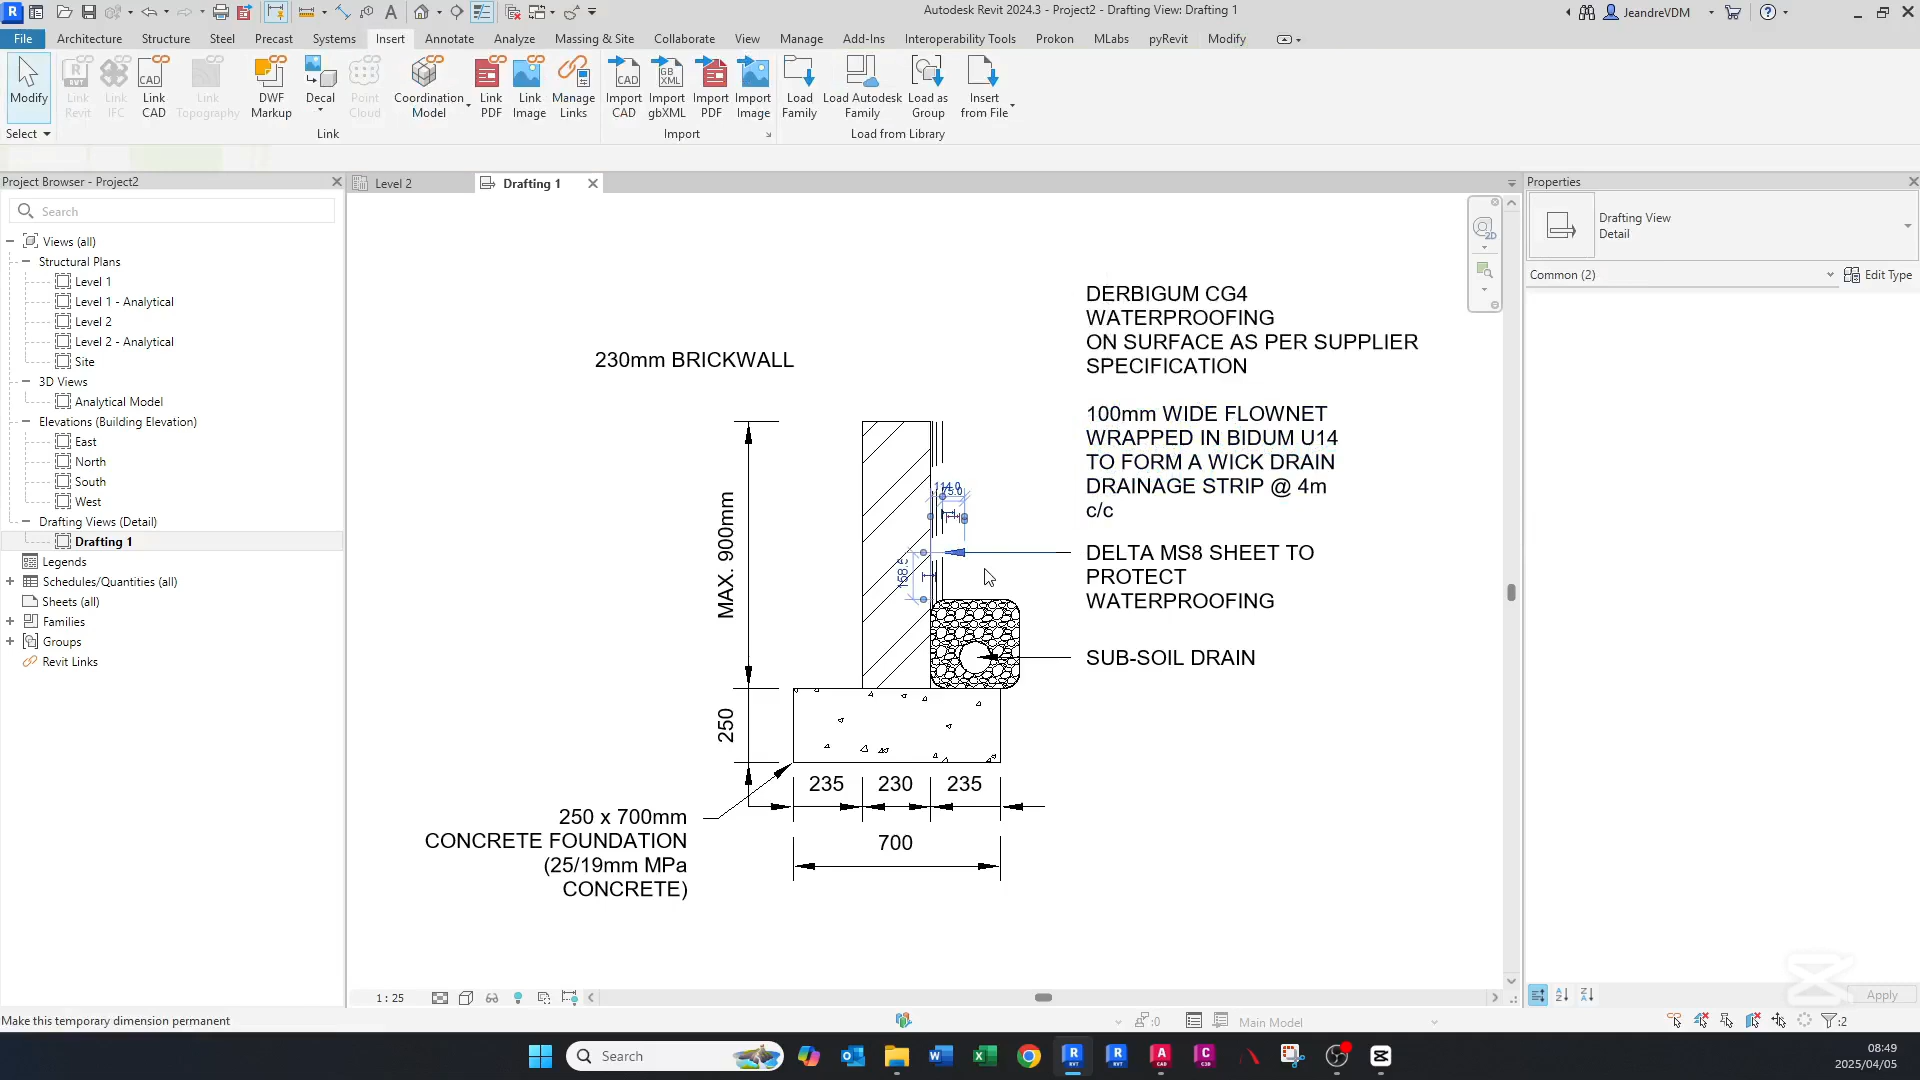 Autodesk Revit 2024.3 - Project2 - Drafting View: Drafting 1
JeandreVDM
File Architecture Structure Steel Precast Systems Insert Annotate Analyze Massing & Site Collaborate View Manage Add-Ins Interoperability Tools Prokon MLabs pyRevit Modify
Modify
Link Revit
Link IFC
Link CAD
Link Topography
DWF Markup
Decal
Point Cloud
Coordination Model
Link PDF
Link Image
Manage Links
Import CAD
Import gbXML
Import PDF
Import Image
Load Family
Load Autodesk Family
Load as Group
Insert from File
Select
Link
Import
Load from Library
Project Browser - Project2
Search
Views (all)
Structural Plans
Level 1
Level 1 - Analytical
Level 2
Level 2 - Analytical
Site
3D Views
Analytical Model
Elevations (Building Elevation)
East
North
South
West
Drafting Views (Detail)
Drafting 1
Legends
Schedules/Quantities (all)
Sheets (all)
Families
Groups
Revit Links
Level 2
Drafting 1
230mm BRICKWALL
DERBIGUM CG4
WATERPROOFING
ON SURFACE AS PER SUPPLIER
SPECIFICATION
100mm WIDE FLOWNET
WRAPPED IN BIDUM U14
TO FORM A WICK DRAIN
DRAINAGE STRIP @ 4m
c/c
DELTA MS8 SHEET TO
PROTECT
WATERPROOFING
SUB-SOIL DRAIN
MAX. 900mm
250
235 230 235
700
250 x 700mm
CONCRETE FOUNDATION
(25/19mm MPa
CONCRETE)
2D
Properties
Drafting View
Detail
Common (2)
Edit Type
Apply
1 : 25
Make this temporary dimension permanent
:0
Main Model
:2
Search
08:49
2025/04/05